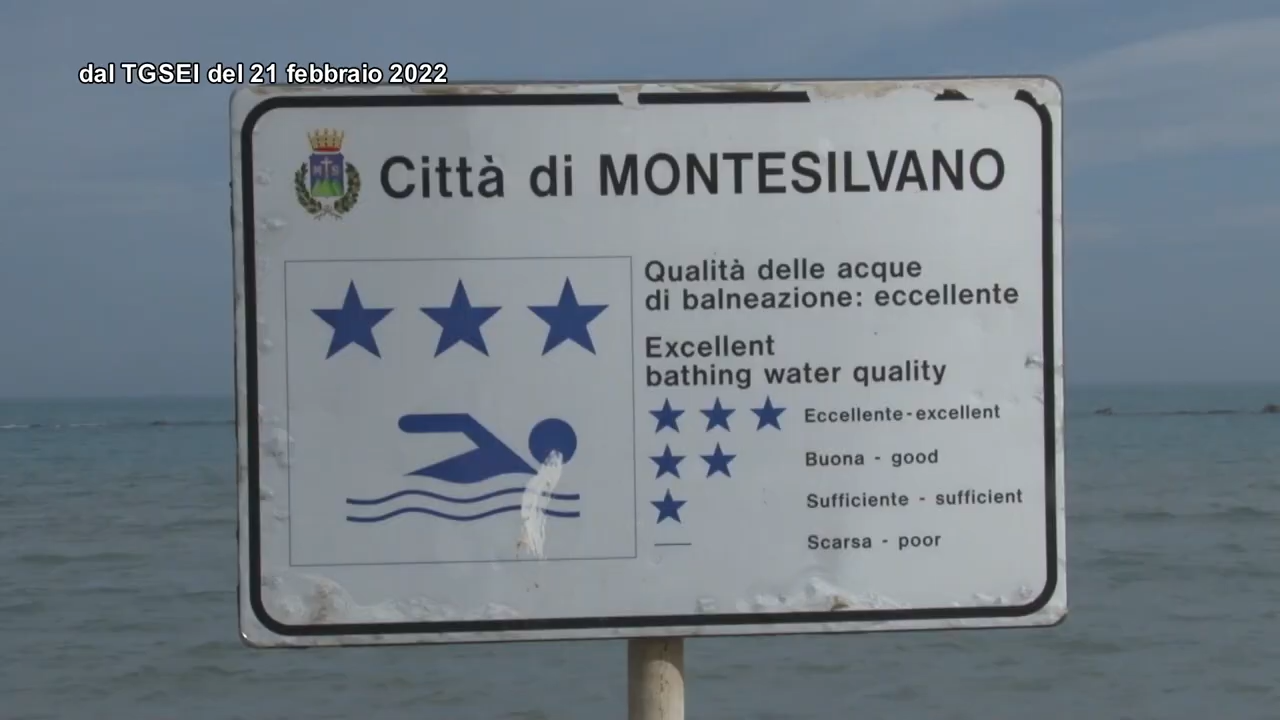 dal TGSEI del 21 febbraio 2022
Città di MONTESILVANO
Qualità delle acque
di balneazione: eccellente
Excellent
bathing water quality
Eccellente - excellent
Buona - good
Sufficiente - sufficient
Scarsa - poor